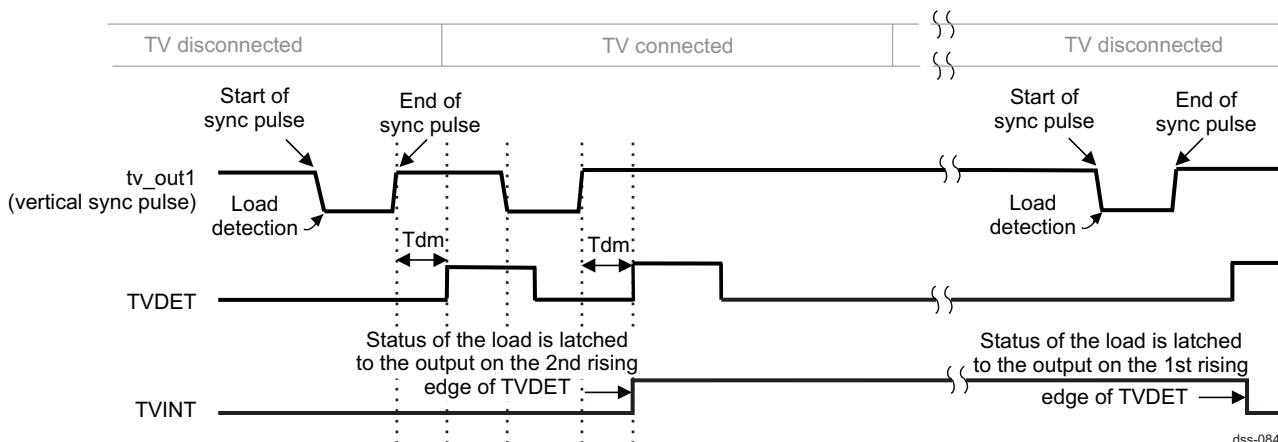 TV disconnected
TV connected
TV disconnected
Start of
sync pulse
End of
sync pulse
Start of
sync pulse
End of
sync pulse
tv_out1
(vertical sync pulse)
Load
detection
Load
detection
Tdm
Tdm
TVDET
Status of the load is latched
to the output on the 2nd rising
edge of TVDET
Status of the load is latched
to the output on the 1st rising
edge of TVDET
TVINT
dss-084